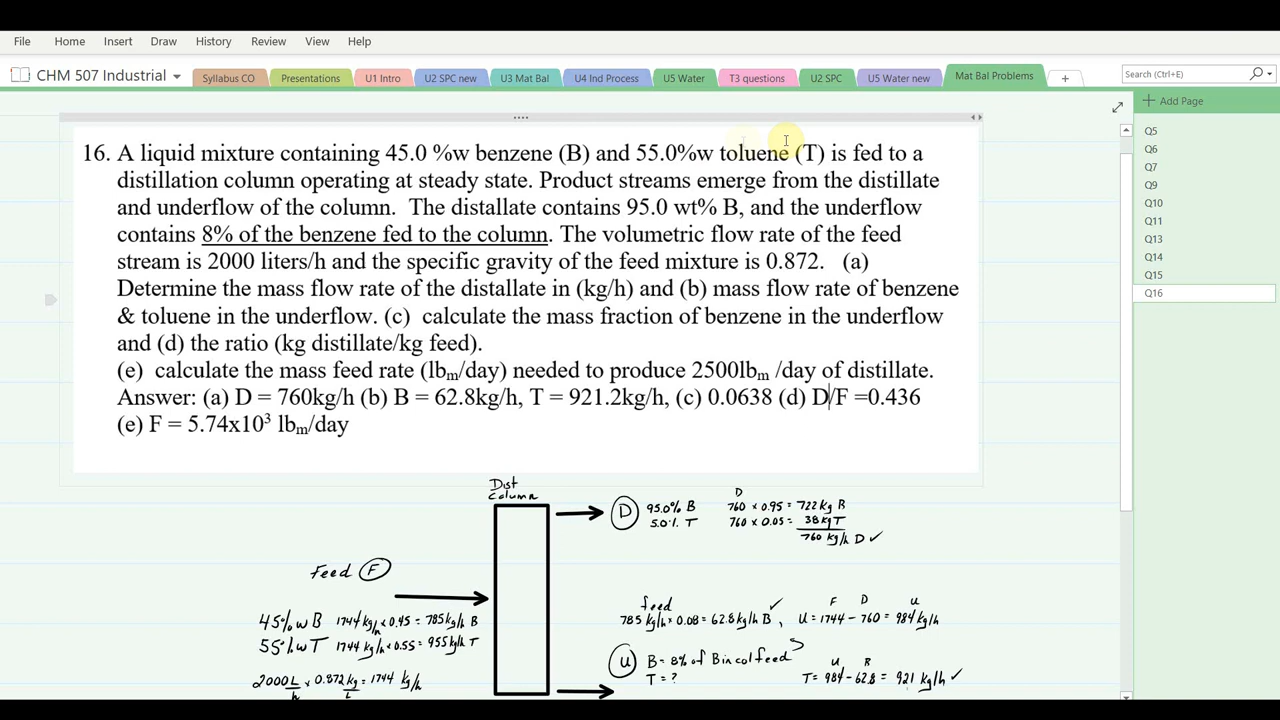 File Home Insert Draw History Review View Help
CHM 507 Industrial Syllabus CO Presentations U1 Intro U2 SPC new U3 Mat Bal U4 Ind Process U5 Water T3 questions U2 SPC U5 Water new Mat Bal Problems + Search (Ctrl+E)
+ Add Page
Q5
Q6
Q7
Q9
Q10
Q11
Q13
Q14
Q15
Q16
16. A liquid mixture containing 45.0 %w benzene (B) and 55.0%w toluene (T) is fed to a
distillation column operating at steady state. Product streams emerge from the distillate
and underflow of the column. The distallate contains 95.0 wt% B, and the underflow
contains 8% of the benzene fed to the column. The volumetric flow rate of the feed
stream is 2000 liters/h and the specific gravity of the feed mixture is 0.872. (a)
Determine the mass flow rate of the distallate in (kg/h) and (b) mass flow rate of benzene
& toluene in the underflow. (c) calculate the mass fraction of benzene in the underflow
and (d) the ratio (kg distillate/kg feed).
(e) calculate the mass feed rate (lbm/day) needed to produce 2500lbm /day of distillate.
Answer: (a) D = 760kg/h (b) B = 62.8kg/h, T = 921.2kg/h, (c) 0.0638 (d) D/F =0.436
(e) F = 5.74x10³ lbm/day
Dist
Column
D 95.0% B
5.0% T
D
760 x 0.95 = 722 kg B
760 x 0.05 = 38 kg T
760 kg/h D ✓
Feed F
45%w B 1744 kg/h x 0.45 = 785 kg/h B
55%w T 1744 kg/h x 0.55 = 955 kg/h T
2000 L/h x 0.872 kg/L = 1744 kg/h
feed
785 kg/h x 0.08 = 62.8 kg/h B ✓,
F D U
U = 1744 - 760 = 984 kg/h
U B = 8% of B in col feed
T = ?
U B
T = 984 - 62.8 = 921 kg/h ✓